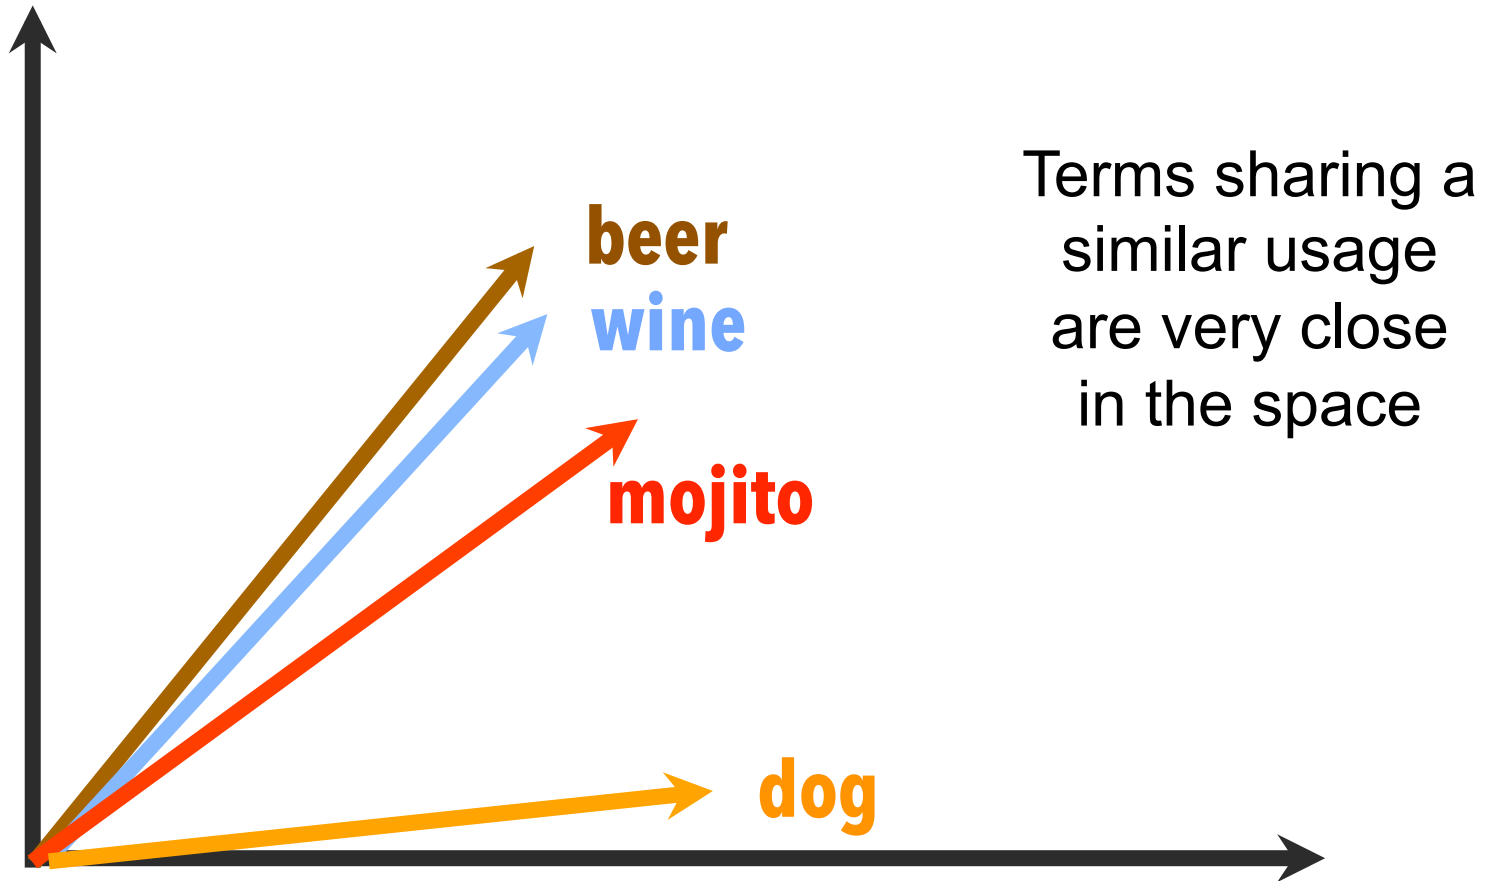 beer
wine
mojito
dog
Terms sharing a
similar usage
are very close
in the space